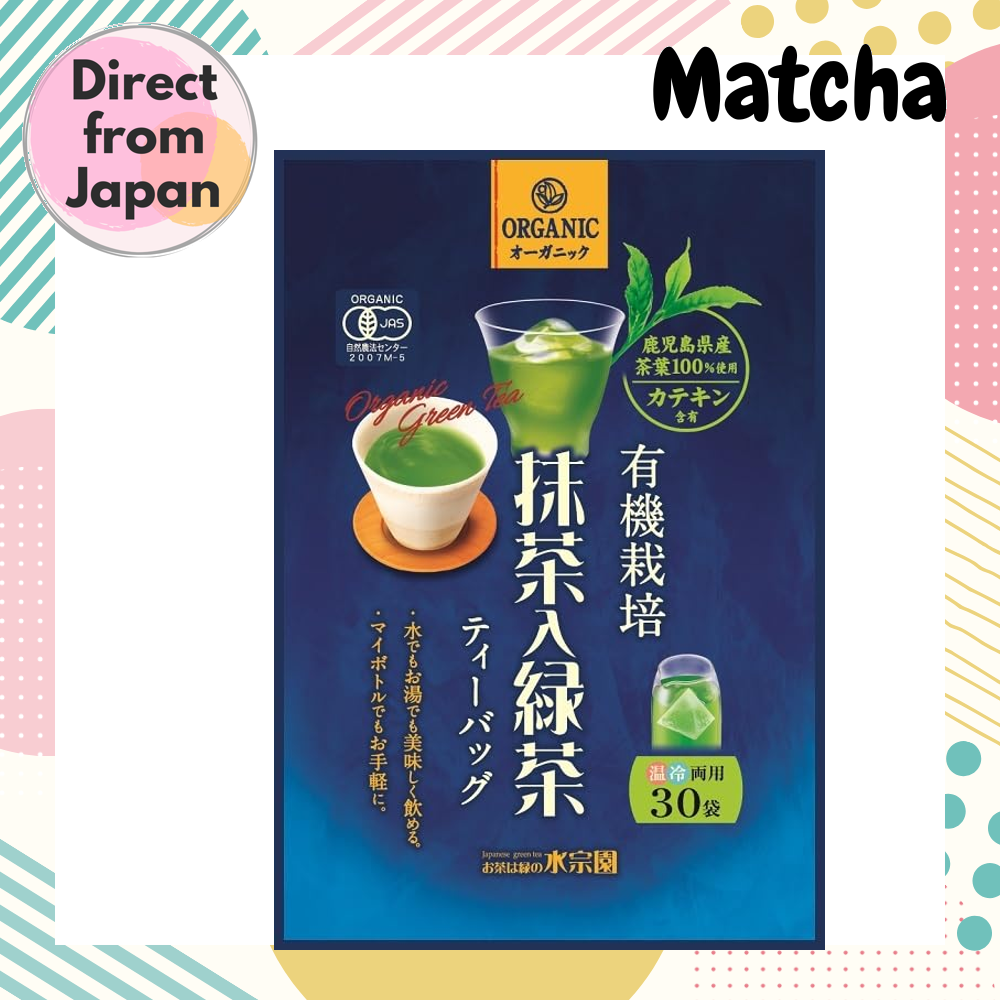 Direct
from
Japan
Matcha
ORGANIC
オーガニック
ORGANIC
JAS
自然農法センター
2007M-5
鹿児島県産
茶葉100%使用
カテキン
含有
Organic
Green Tea
有機栽培
抹茶入緑茶
ティーバッグ
・水でもお湯でも美味しく飲める。
・マイボトルでもお手軽に。
温冷両用
30袋
Japanese green tea
お茶は緑の水宗園